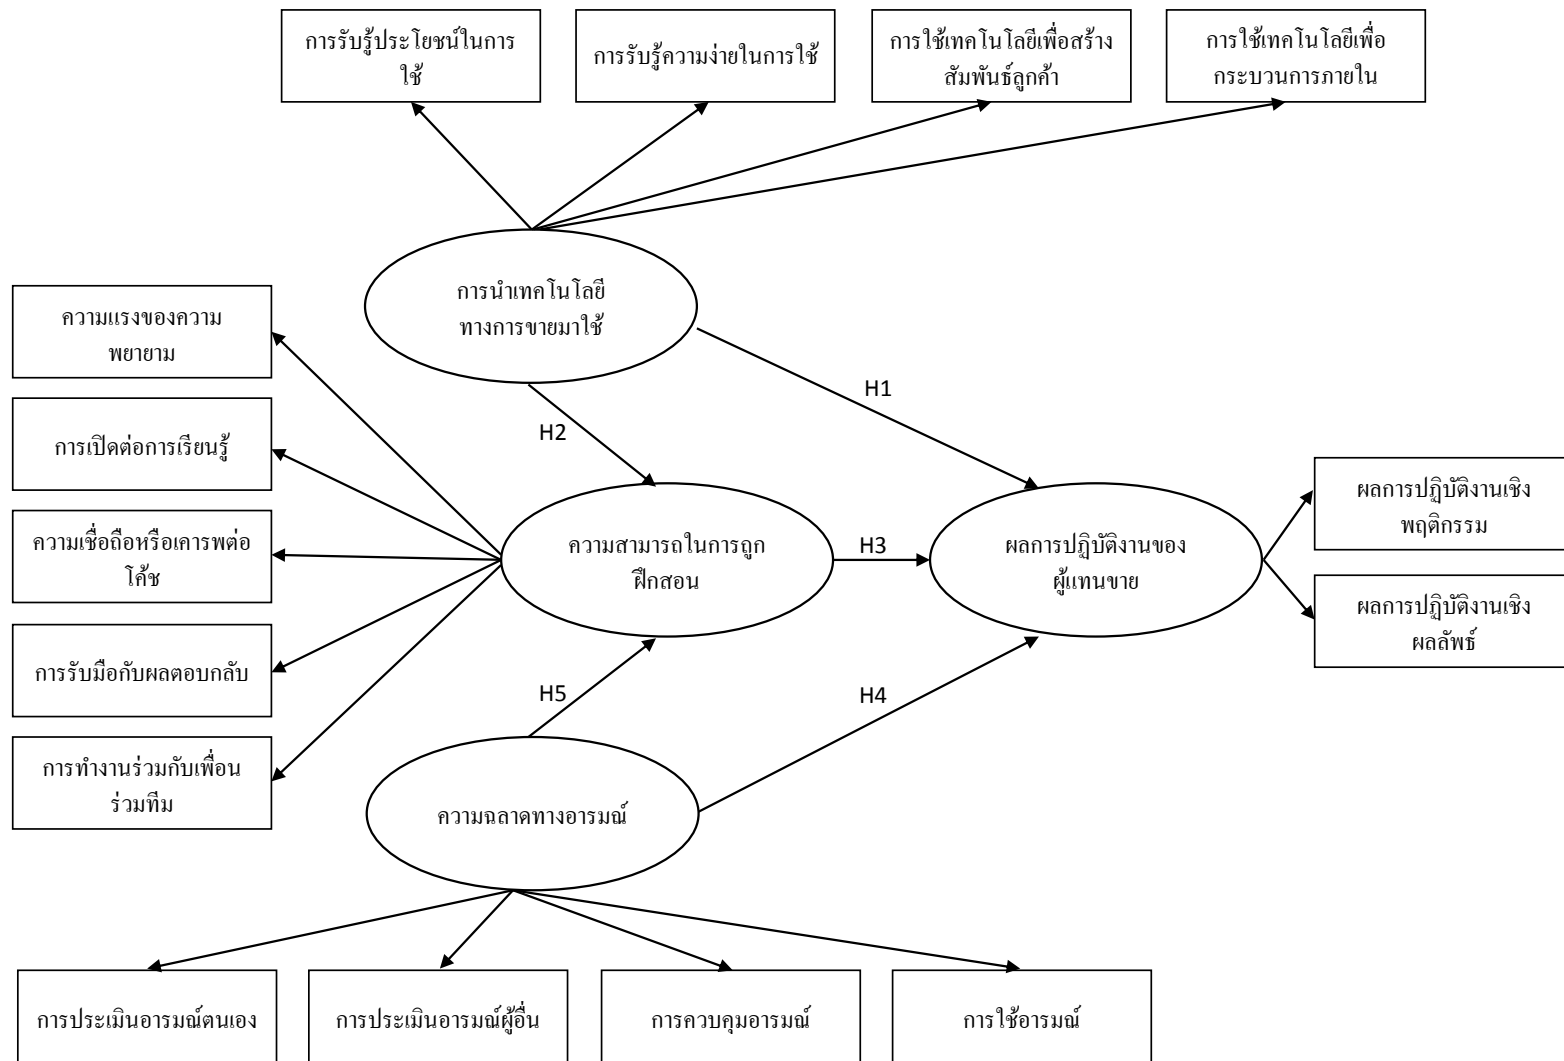 การรับรู้ประโยชน์ในการ
ใช้
การรับรู้ความง่ายในการใช้
การใช้เทคโนโลยีเพื่อสร้าง
สัมพันธ์ลูกค้า
การใช้เทคโนโลยีเพื่อ
กระบวนการภายใน
การนำเทคโนโลยี
ทางการขายมาใช้
ความแรงของความ
พยายาม
H1
การเปิดต่อการเรียนรู้
H2
ความเชื่อถือหรือเคารพต่อ
โค้ช
ความสามารถในการถูก
ฝึกสอน
H3
ผลการปฏิบัติงานของ
ผู้แทนขาย
ผลการปฏิบัติงานเชิง
พฤติกรรม
ผลการปฏิบัติงานเชิง
ผลลัพธ์
การรับมือกับผลตอบกลับ
H5
H4
การทำงานร่วมกับเพื่อน
ร่วมทีม
ความฉลาดทางอารมณ์
การประเมินอารมณ์ตนเอง
การประเมินอารมณ์ผู้อื่น
การควบคุมอารมณ์
การใช้อารมณ์